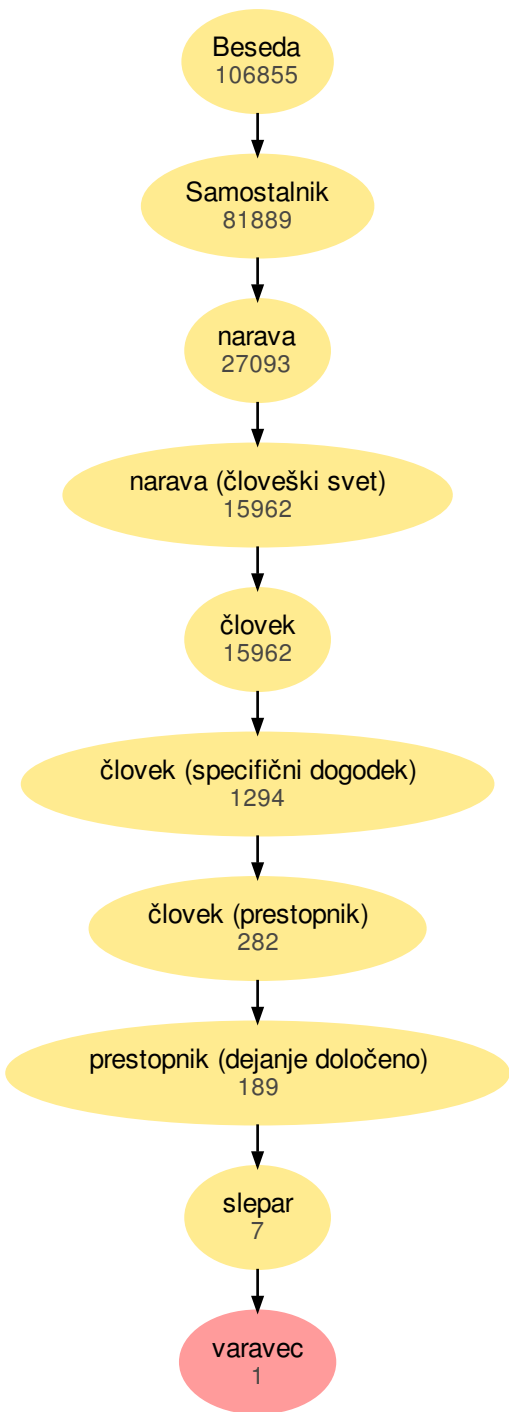 Beseda
106855
Samostalnik
81889
narava
27093
narava (človeški svet)
15962
človek
15962
človek (specifični dogodek)
1294
človek (prestopnik)
282
prestopnik (dejanje določeno)
189
slepar
7
varavec
1